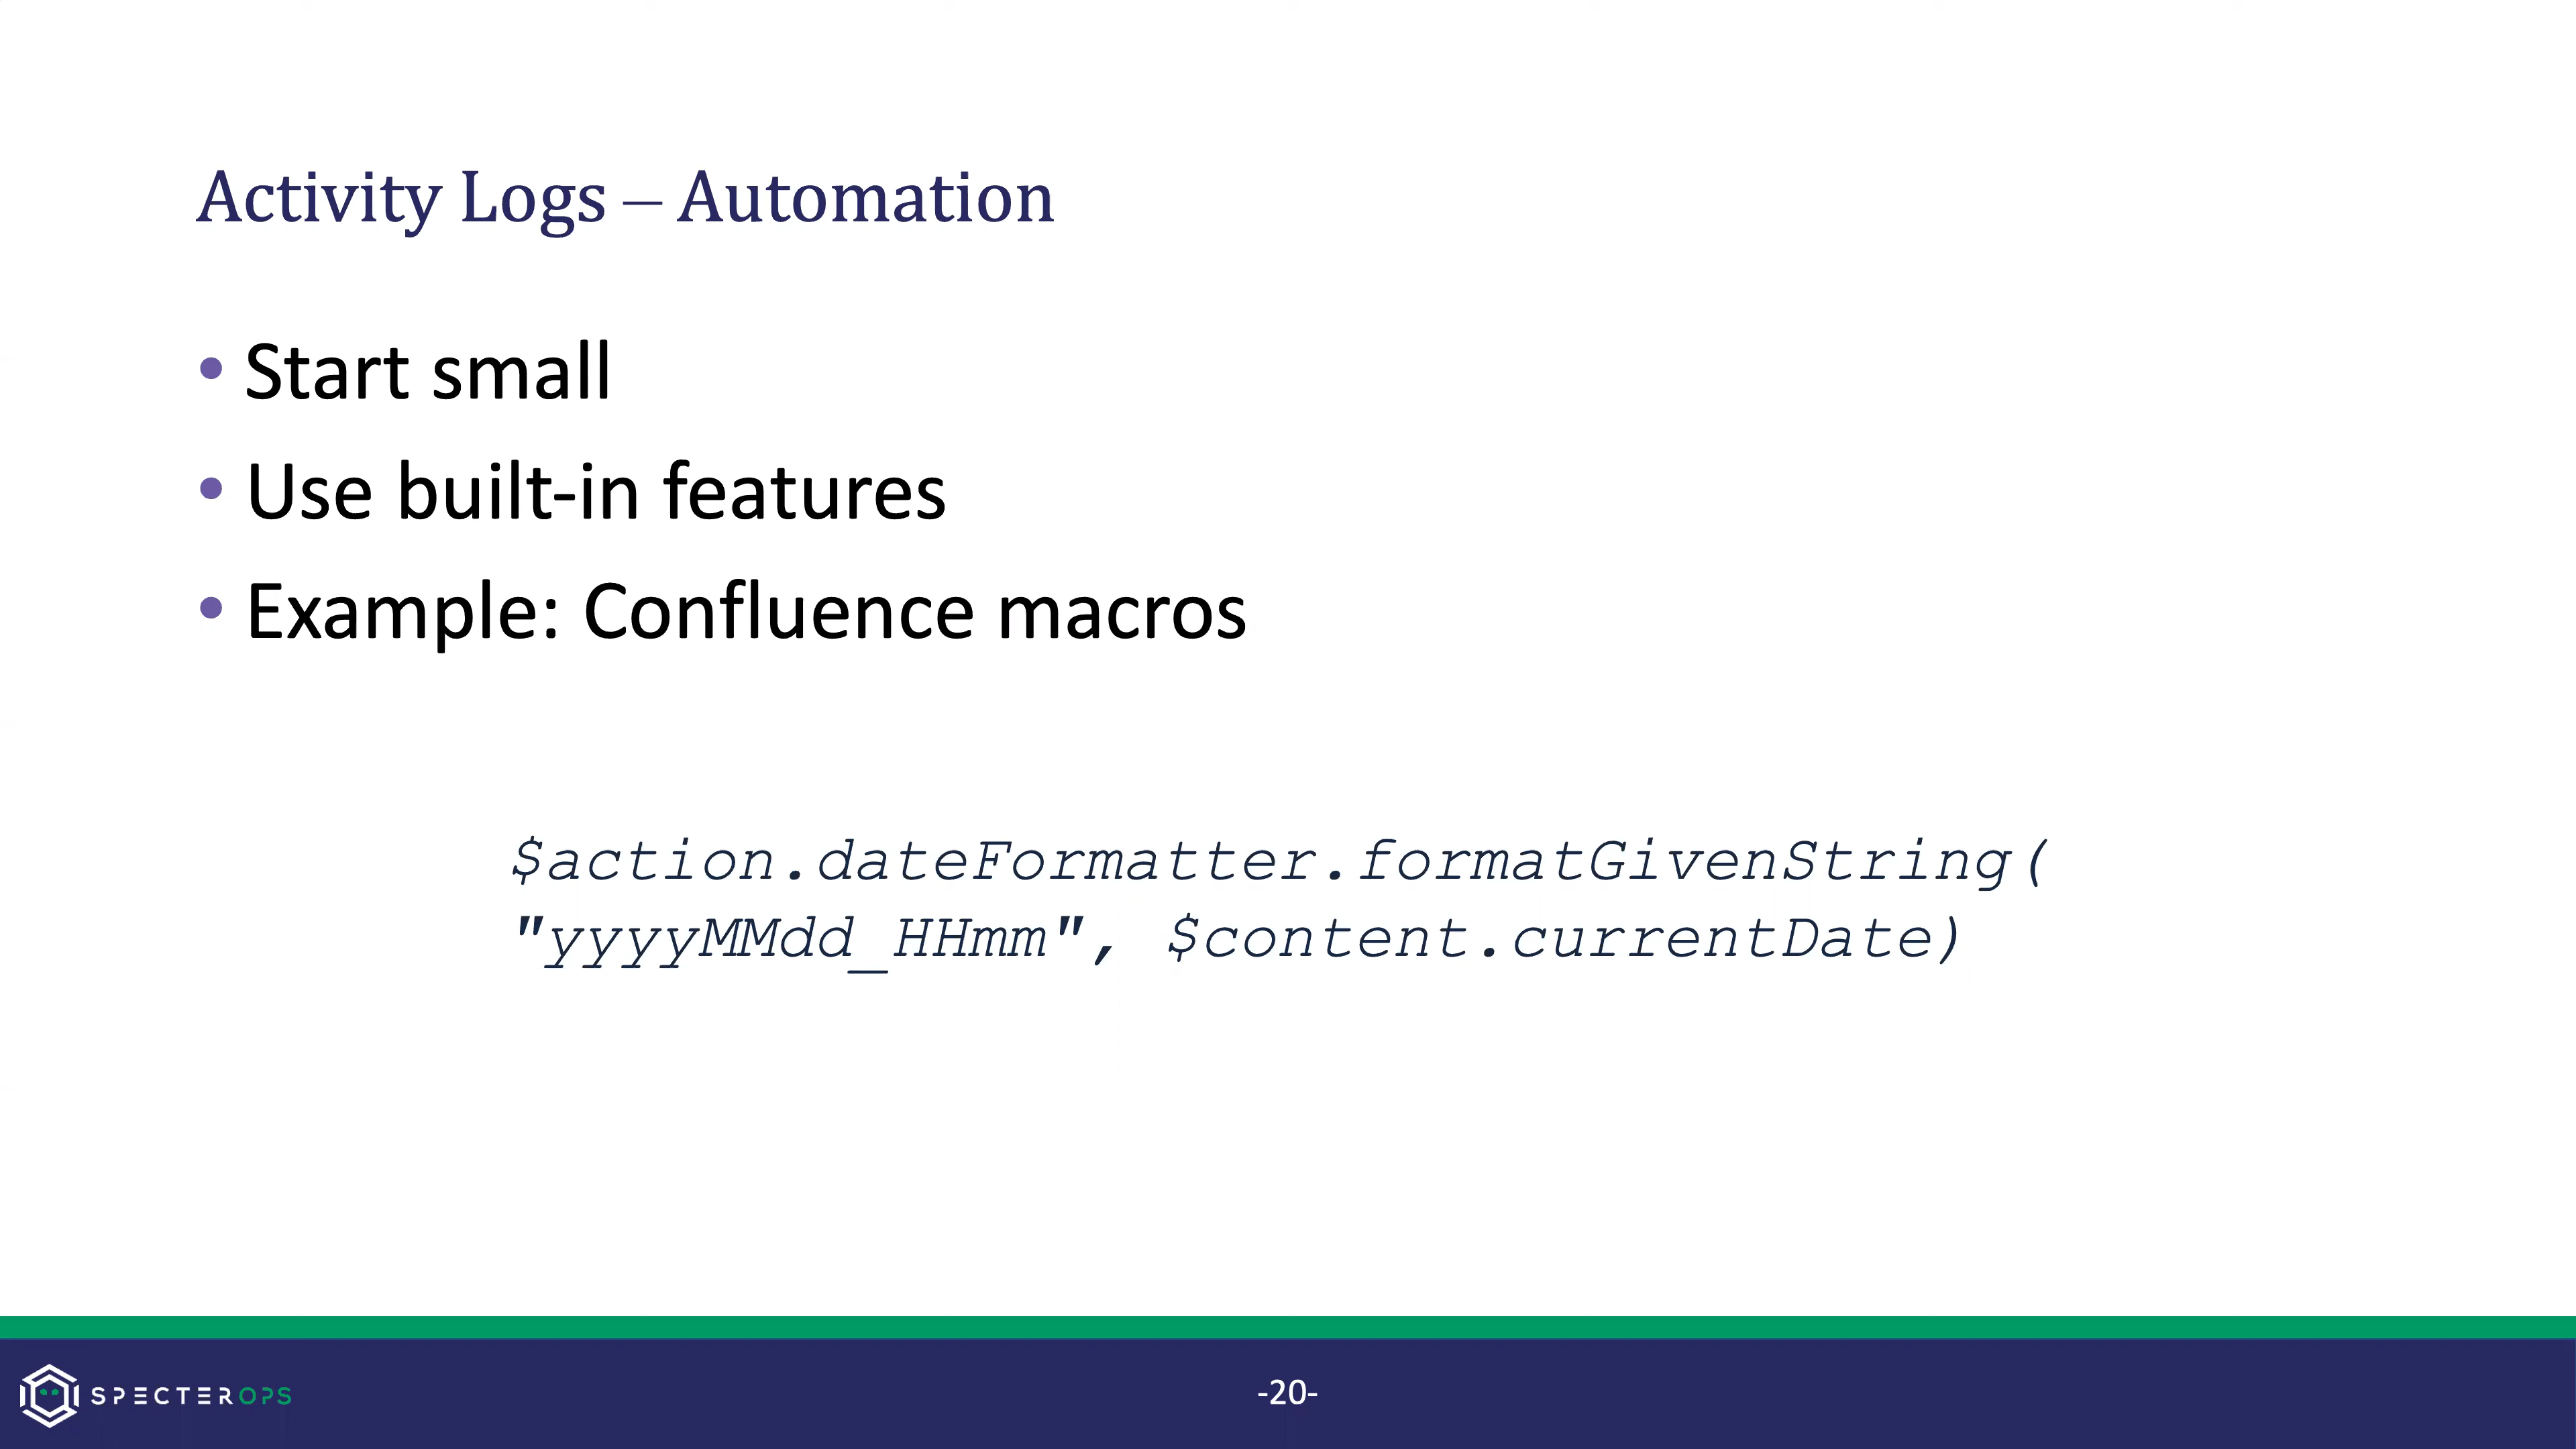 Activity Logs – Automation
• Start small
• Use built-in features
• Example: Confluence macros
$action.dateFormatter.formatGivenString(
"yyyyMMdd_HHmm", $content.currentDate)
SPECTEROPS
-20-